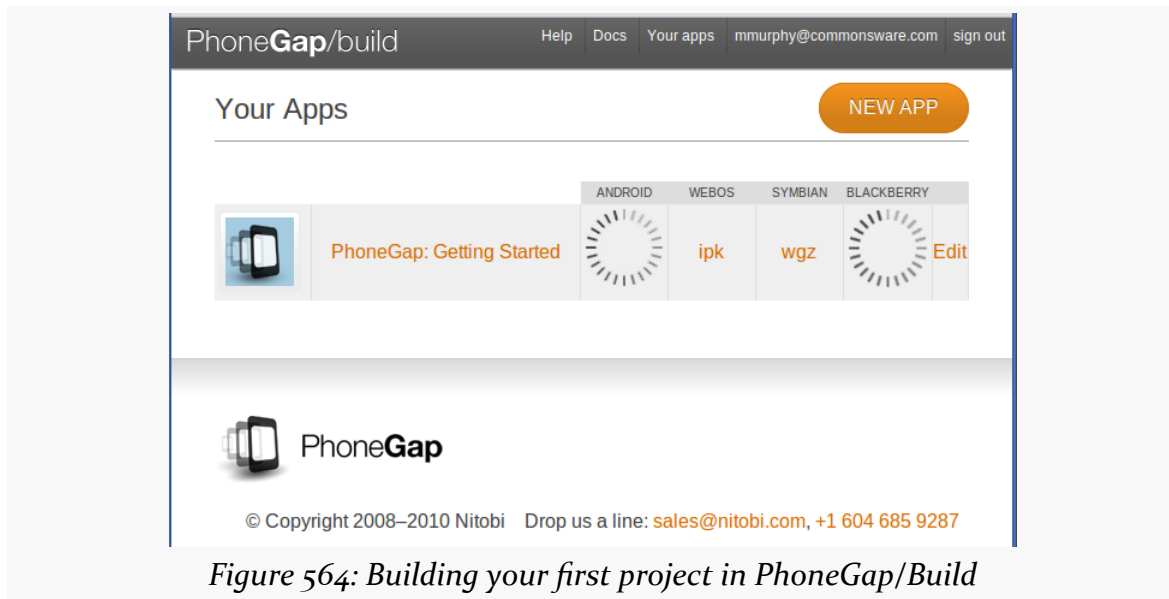 PhoneGap/build Help Docs Your apps mmurphy@commonsware.com sign out
Your Apps NEW APP
ANDROID WEBOS SYMBIAN BLACKBERRY
PhoneGap: Getting Started ipk wgz Edit
PhoneGap
© Copyright 2008–2010 Nitobi Drop us a line: sales@nitobi.com, +1 604 685 9287
Figure 564: Building your first project in PhoneGap/Build